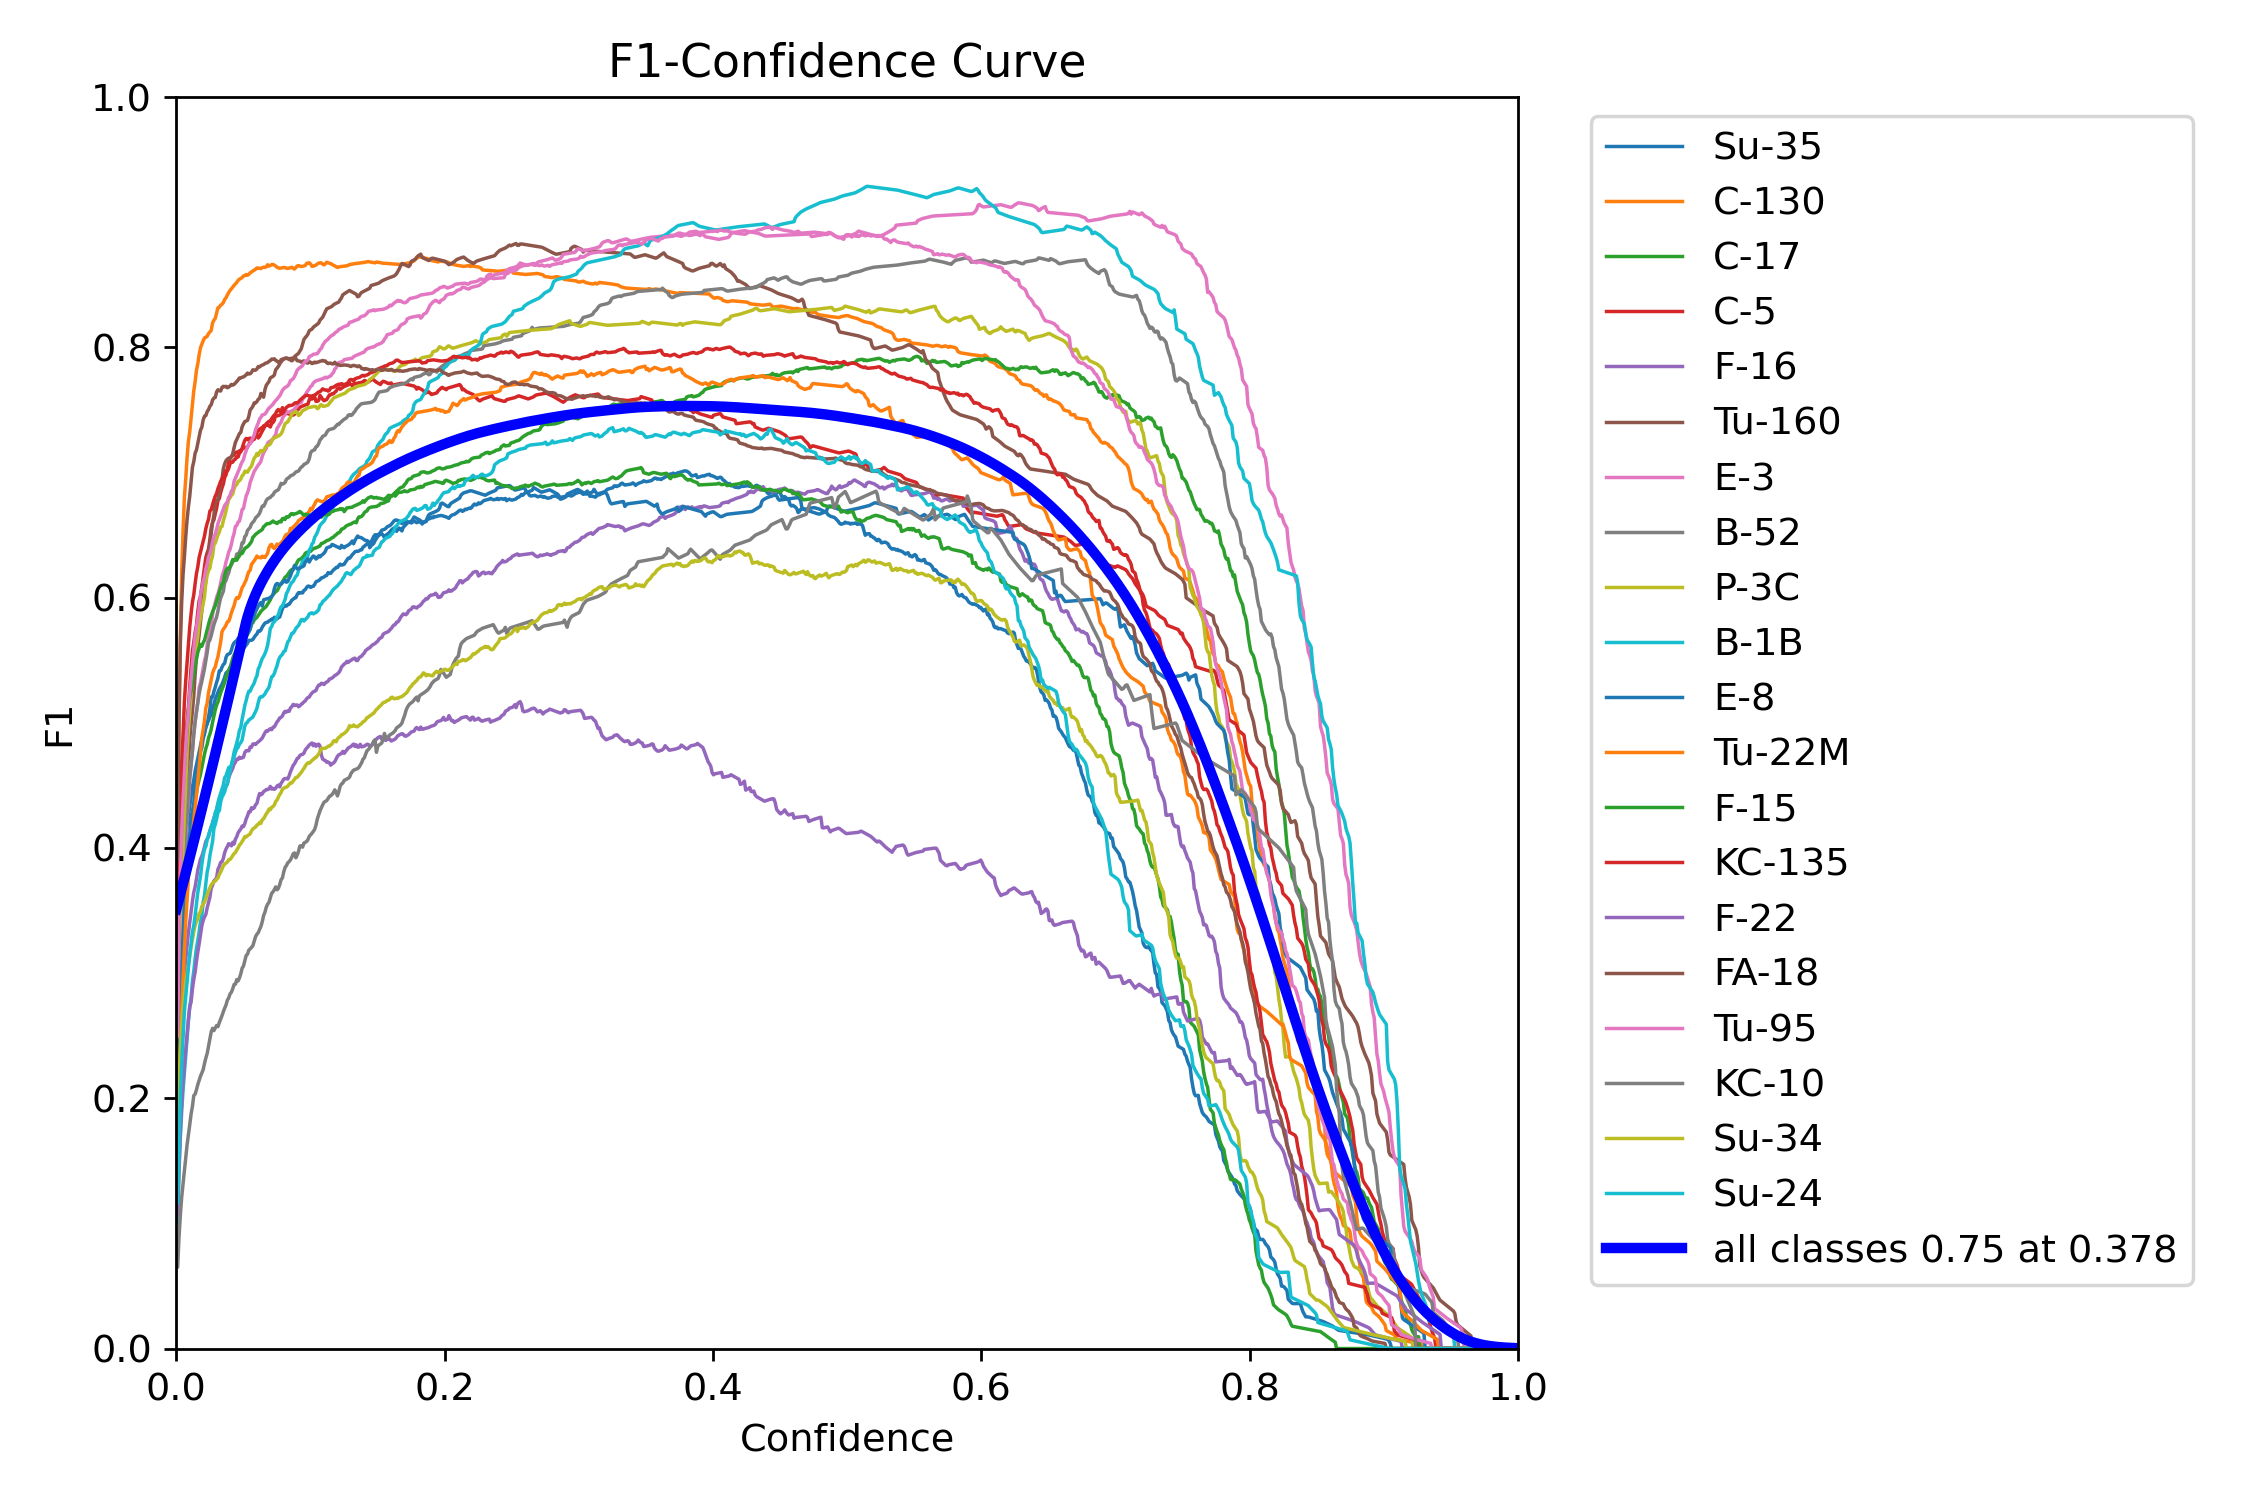 F1-Confidence Curve
1.0
0.8
0.6
0.4
0.2
0.0
F1
0.0 0.2 0.4 0.6 0.8 1.0
Confidence
Su-35
C-130
C-17
C-5
F-16
Tu-160
E-3
B-52
P-3C
B-1B
E-8
Tu-22M
F-15
KC-135
F-22
FA-18
Tu-95
KC-10
Su-34
Su-24
all classes 0.75 at 0.378